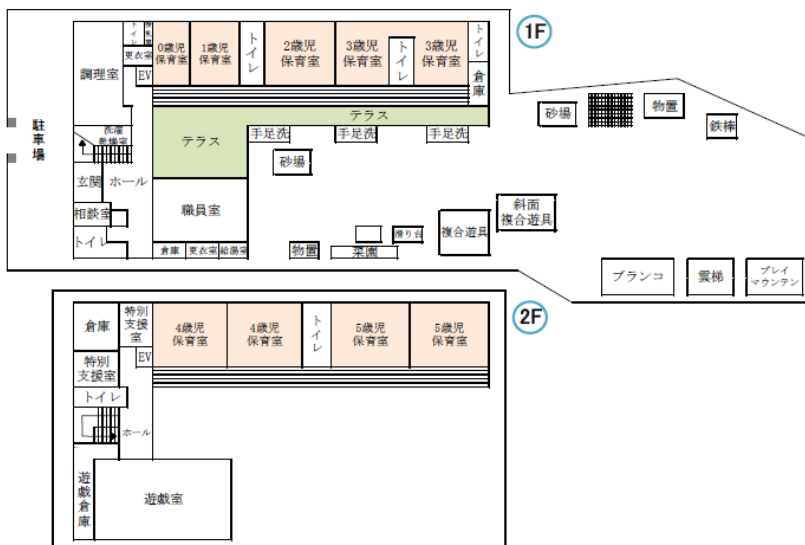 1F
トイレ
更衣室
EV
0歳児
保育室
1歳児
保育室
トイレ
2歳児
保育室
3歳児
保育室
トイレ
3歳児
保育室
トイレ
倉庫
調理室
洗濯
乾燥室
テラス
テラス
手足洗
手足洗
手足洗
砂場
砂場
物置
鉄棒
駐車場
玄関
ホール
相談室
トイレ
職員室
倉庫
更衣室
給湯室
物置
菜園
滑り台
複合遊具
斜面
複合遊具
ブランコ
雲梯
プレイ
マウンテン
2F
倉庫
特別
支援
室
EV
4歳児
保育室
4歳児
保育室
トイレ
5歳児
保育室
5歳児
保育室
特別
支援室
トイレ
ホール
遊戯倉庫
遊戯室